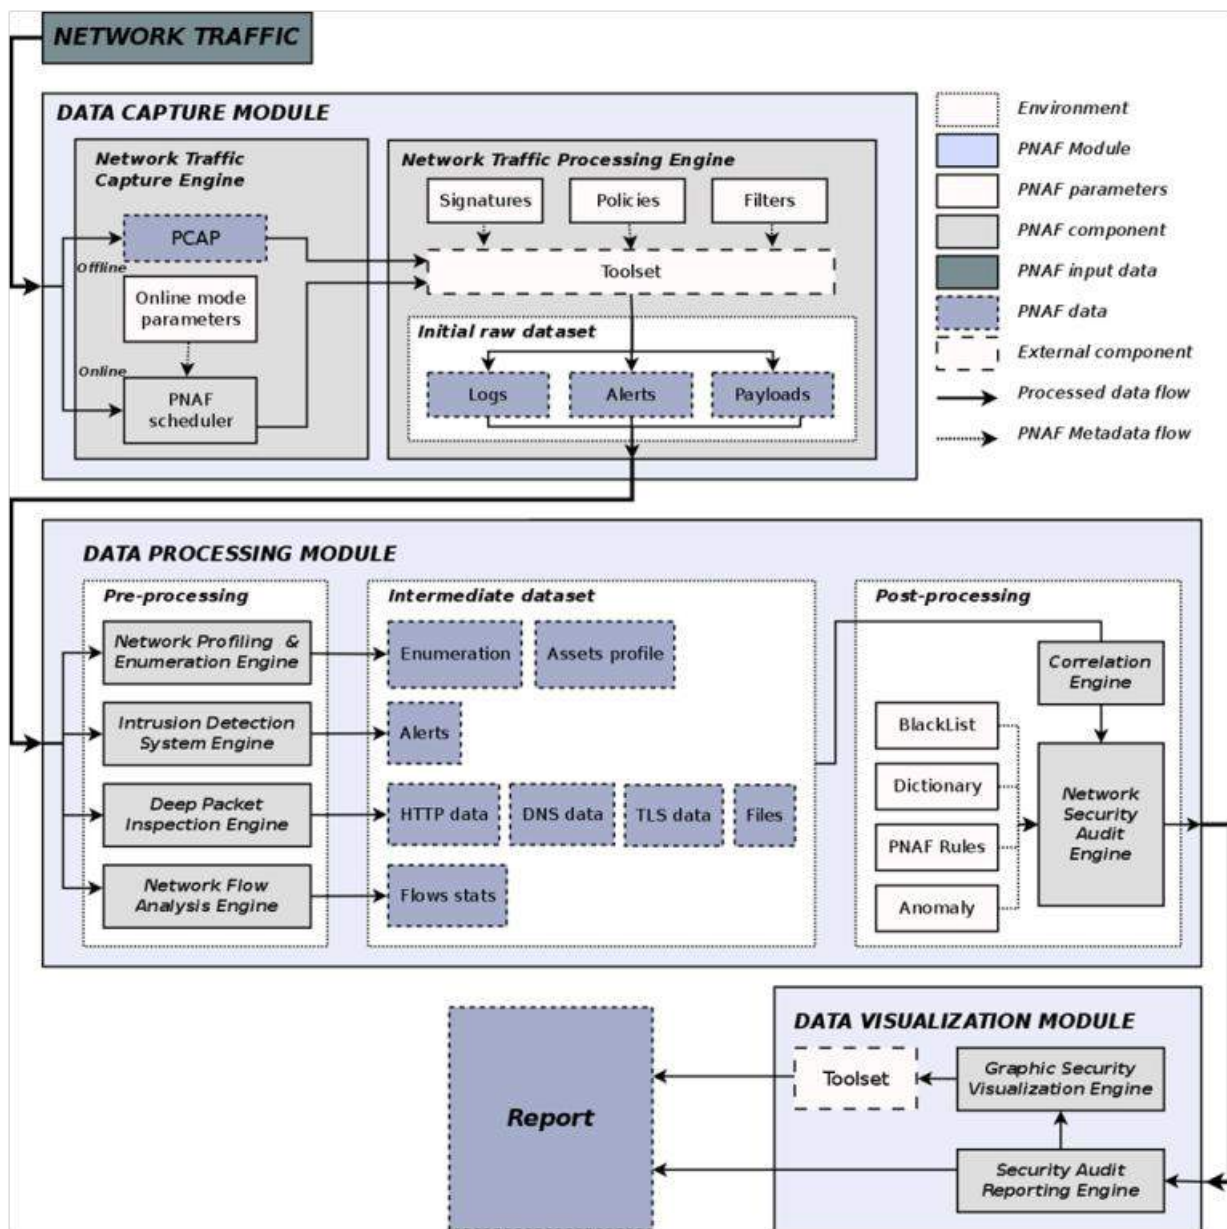 NETWORK TRAFFIC
DATA CAPTURE MODULE
Network Traffic
Capture Engine
PCAP
Offline
Online mode
parameters
Online
PNAF
scheduler
Network Traffic Processing Engine
Signatures
Policies
Filters
Toolset
Initial raw dataset
Logs
Alerts
Payloads
Environment
PNAF Module
PNAF parameters
PNAF component
PNAF input data
PNAF data
External component
Processed data flow
PNAF Metadata flow
DATA PROCESSING MODULE
Pre-processing
Network Profiling &
Enumeration Engine
Intrusion Detection
System Engine
Deep Packet
Inspection Engine
Network Flow
Analysis Engine
Intermediate dataset
Enumeration
Assets profile
Alerts
HTTP data
DNS data
TLS data
Files
Flows stats
Post-processing
Correlation
Engine
BlackList
Dictionary
PNAF Rules
Anomaly
Network
Security
Audit
Engine
DATA VISUALIZATION MODULE
Toolset
Graphic Security
Visualization Engine
Security Audit
Reporting Engine
Report